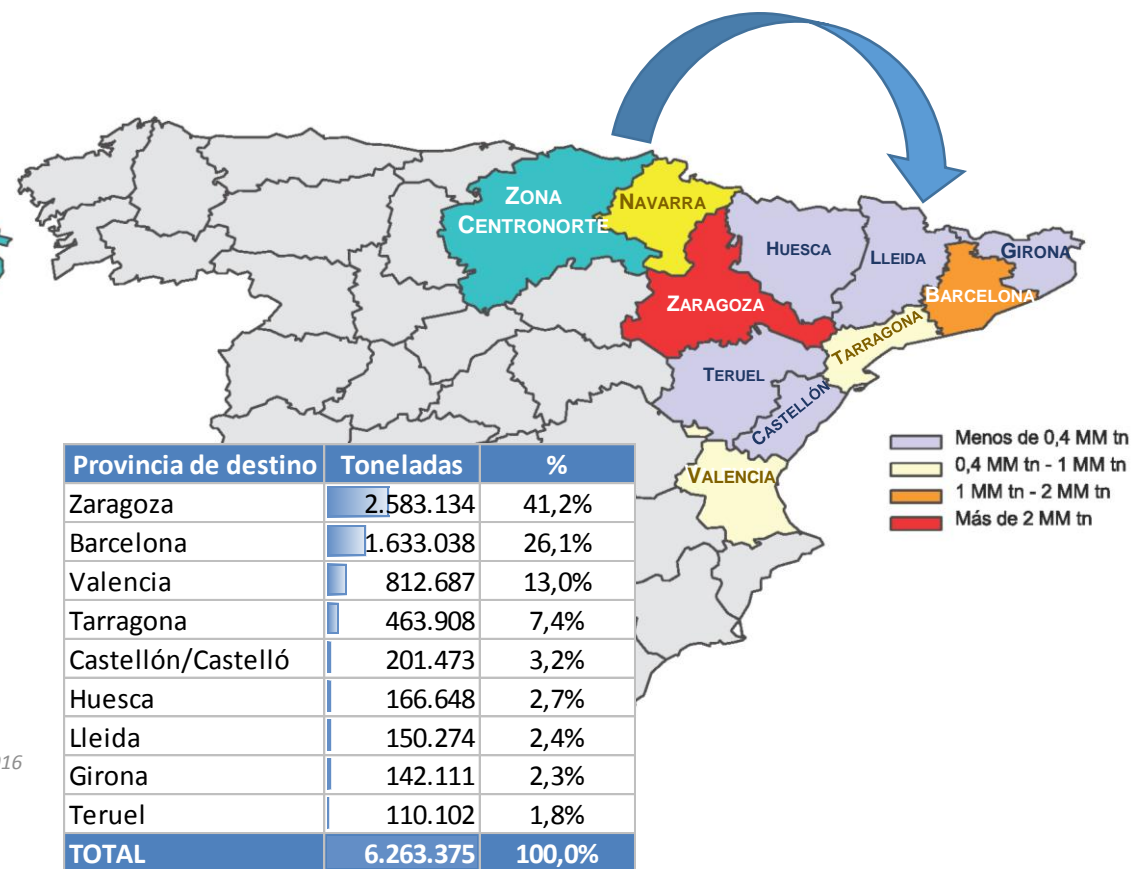 ZONA
CENTRONORTE
NAVARRA
HUESCA
LLEIDA
GIRONA
BARCELONA
ZARAGOZA
TARRAGONA
TERUEL
CASTELLÓN
VALENCIA
Menos de 0,4 MM tn
0,4 MM tn - 1 MM tn
1 MM tn - 2 MM tn
Más de 2 MM tn
Provincia de destino Toneladas %
Zaragoza 2.583.134 41,2%
Barcelona 1.633.038 26,1%
Valencia 812.687 13,0%
Tarragona 463.908 7,4%
Castellón/Castelló 201.473 3,2%
Huesca 166.648 2,7%
Lleida 150.274 2,4%
Girona 142.111 2,3%
Teruel 110.102 1,8%
TOTAL 6.263.375 100,0%